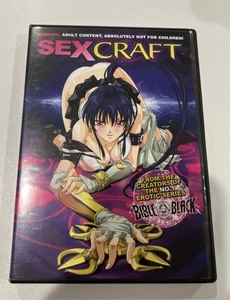 WARNING: ADULT CONTENT, ABSOLUTELY NOT FOR CHILDREN!
SEXCRAFT
FROM THE
CREATORS OF
THE NO.1
EROTIC SERIES
BIBLE BLACK